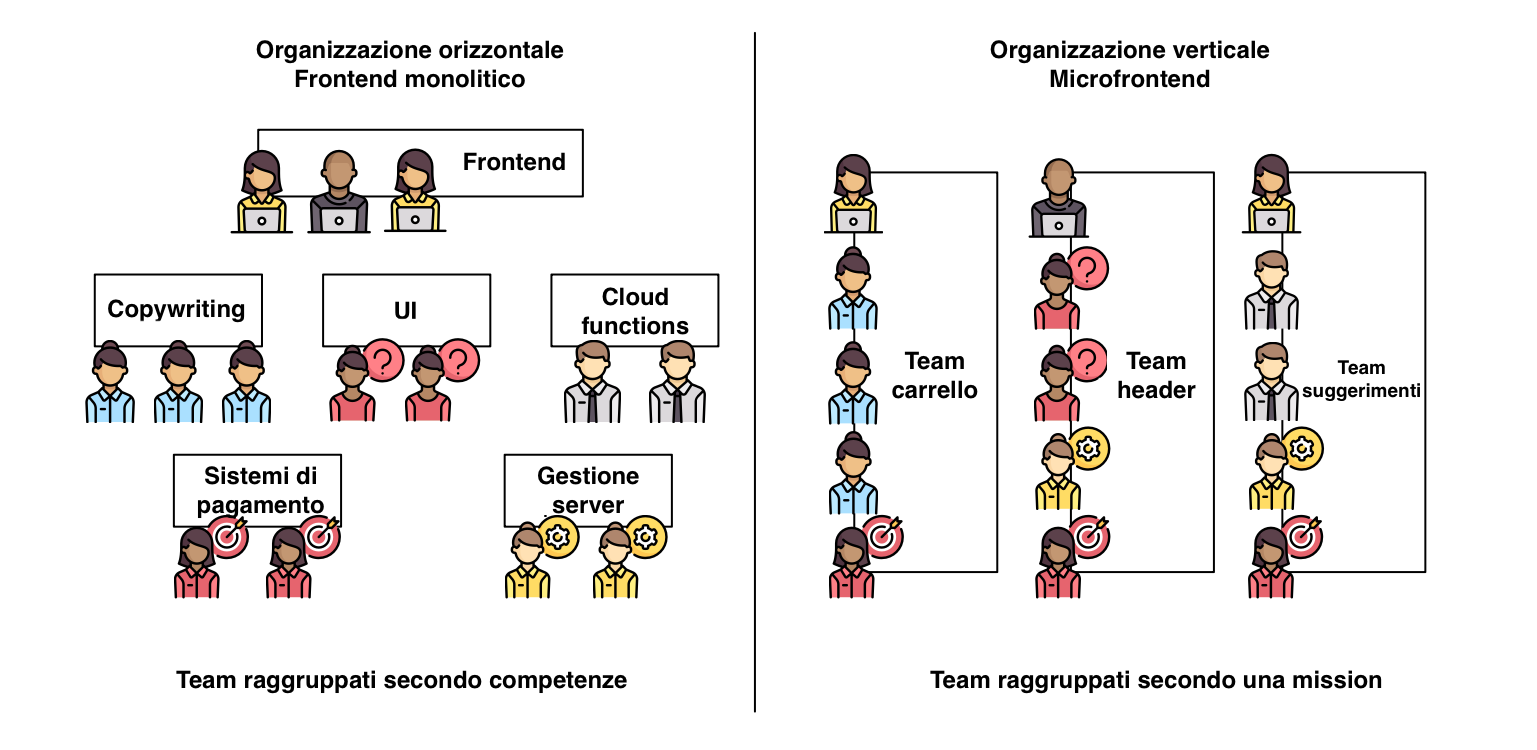 Organizzazione orizzontale
Frontend monolitico
Frontend
Copywriting
UI
Cloud
functions
Sistemi di
pagamento
Gestione
server
Team raggruppati secondo competenze
Organizzazione verticale
Microfrontend
Team
carrello
Team
header
Team
suggerimenti
Team raggruppati secondo una mission